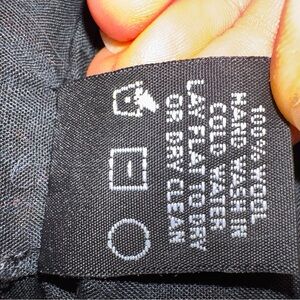 100% WOOL
HAND WASH IN
COLD WATER
LAY FLAT TO DRY
OR DRY CLEAN